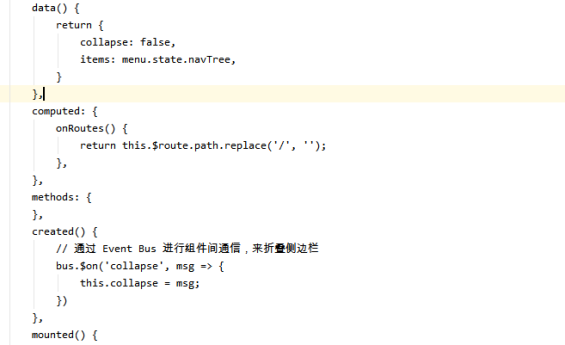 data() {
return {
collapse: false,
items: menu.state.navTree,
}
},
computed: {
onRoutes() {
return this.$route.path.replace('/', '');
},
},
methods: {
},
created() {
// 通过 Event Bus 进行组件间通信，来折叠侧边栏
bus.$on('collapse', msg => {
this.collapse = msg;
})
},
mounted() {